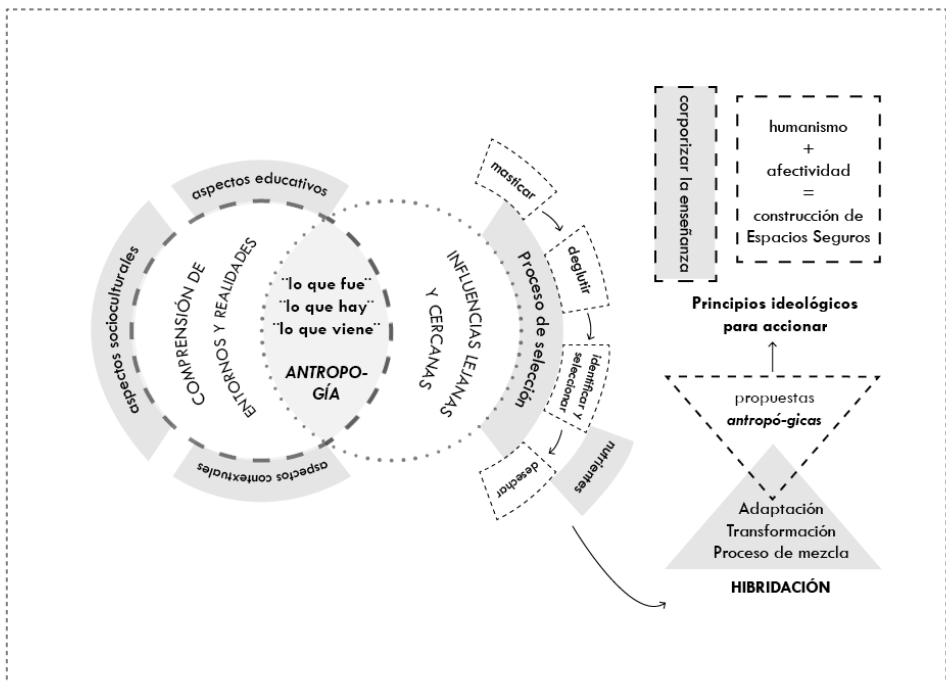 aspectos educativos
aspectos socioculturales
aspectos contextuales
COMPRENSIÓN DE
ENTORNOS Y REALIDADES
¨lo que fue¨
¨lo que hay¨
¨lo que viene¨
ANTROPO-
GÍA
INFLUENCIAS LEJANAS
Y CERCANAS
Proceso de selección
masticar
deglutir
identificar y
seleccionar
desechar
nutrientes
corporizar la enseñanza
humanismo
+
afectividad
=
construcción de
Espacios Seguros
Principios ideológicos
para accionar
propuestas
antropó-gicas
Adaptación
Transformación
Proceso de mezcla
HIBRIDACIÓN